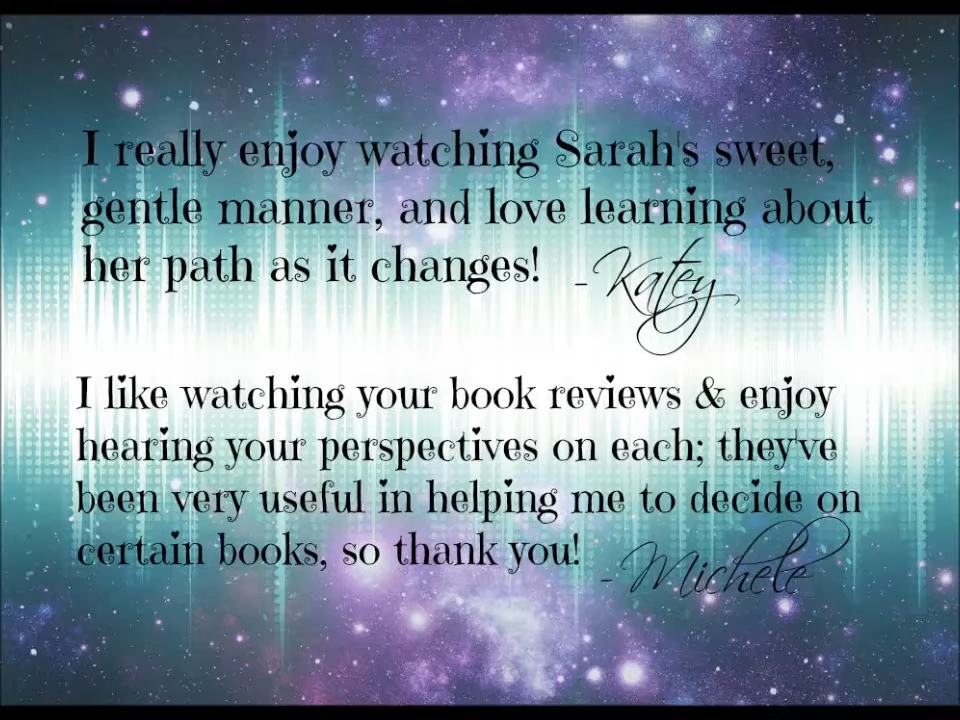 I really enjoy watching Sarah's sweet,
gentle manner, and love learning about
her path as it changes! - Katey
I like watching your book reviews & enjoy
hearing your perspectives on each; they've
been very useful in helping me to decide on
certain books, so thank you! - Michele